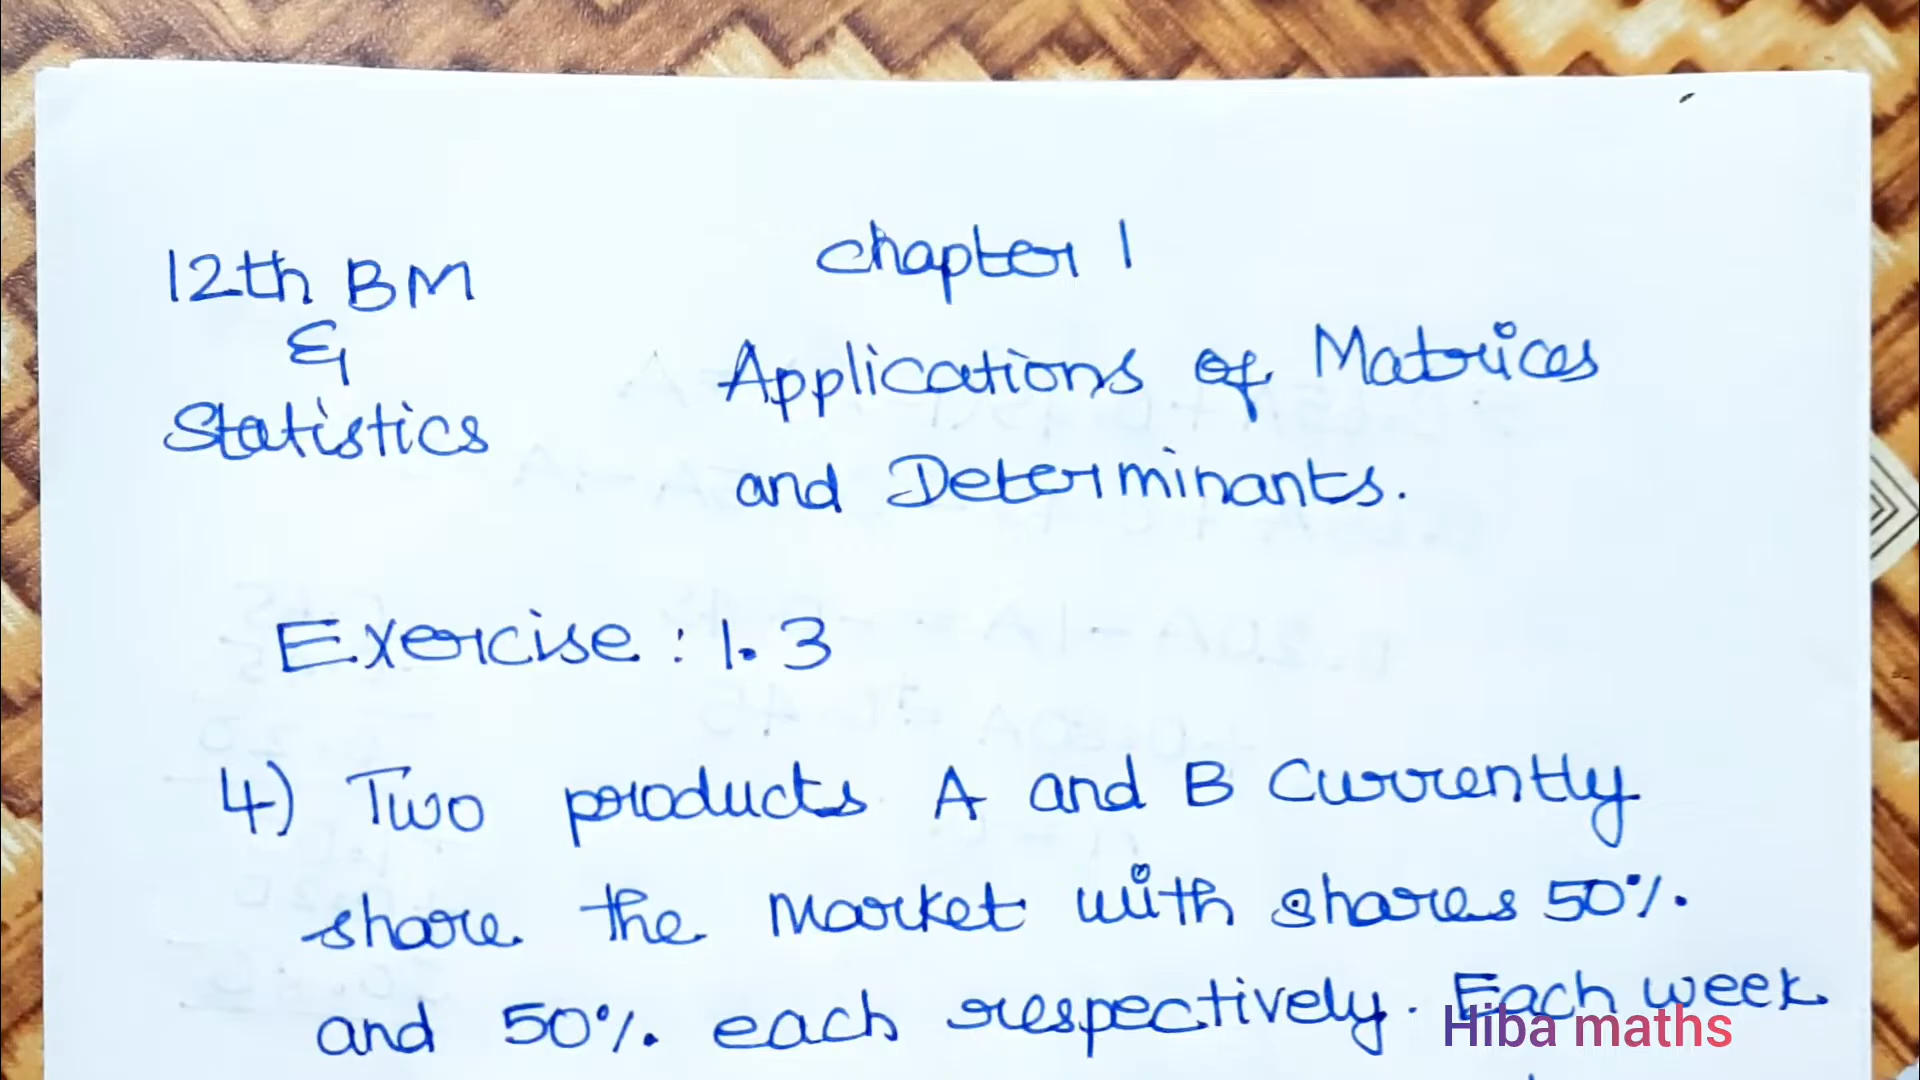 12th BM
&
Statistics
Chapter 1
Applications of Matrices
and Determinants.
Exercise : 1.3
4) Two products A and B currently
share the market with shares 50%
and 50% each respectively. Each week
Hiba maths